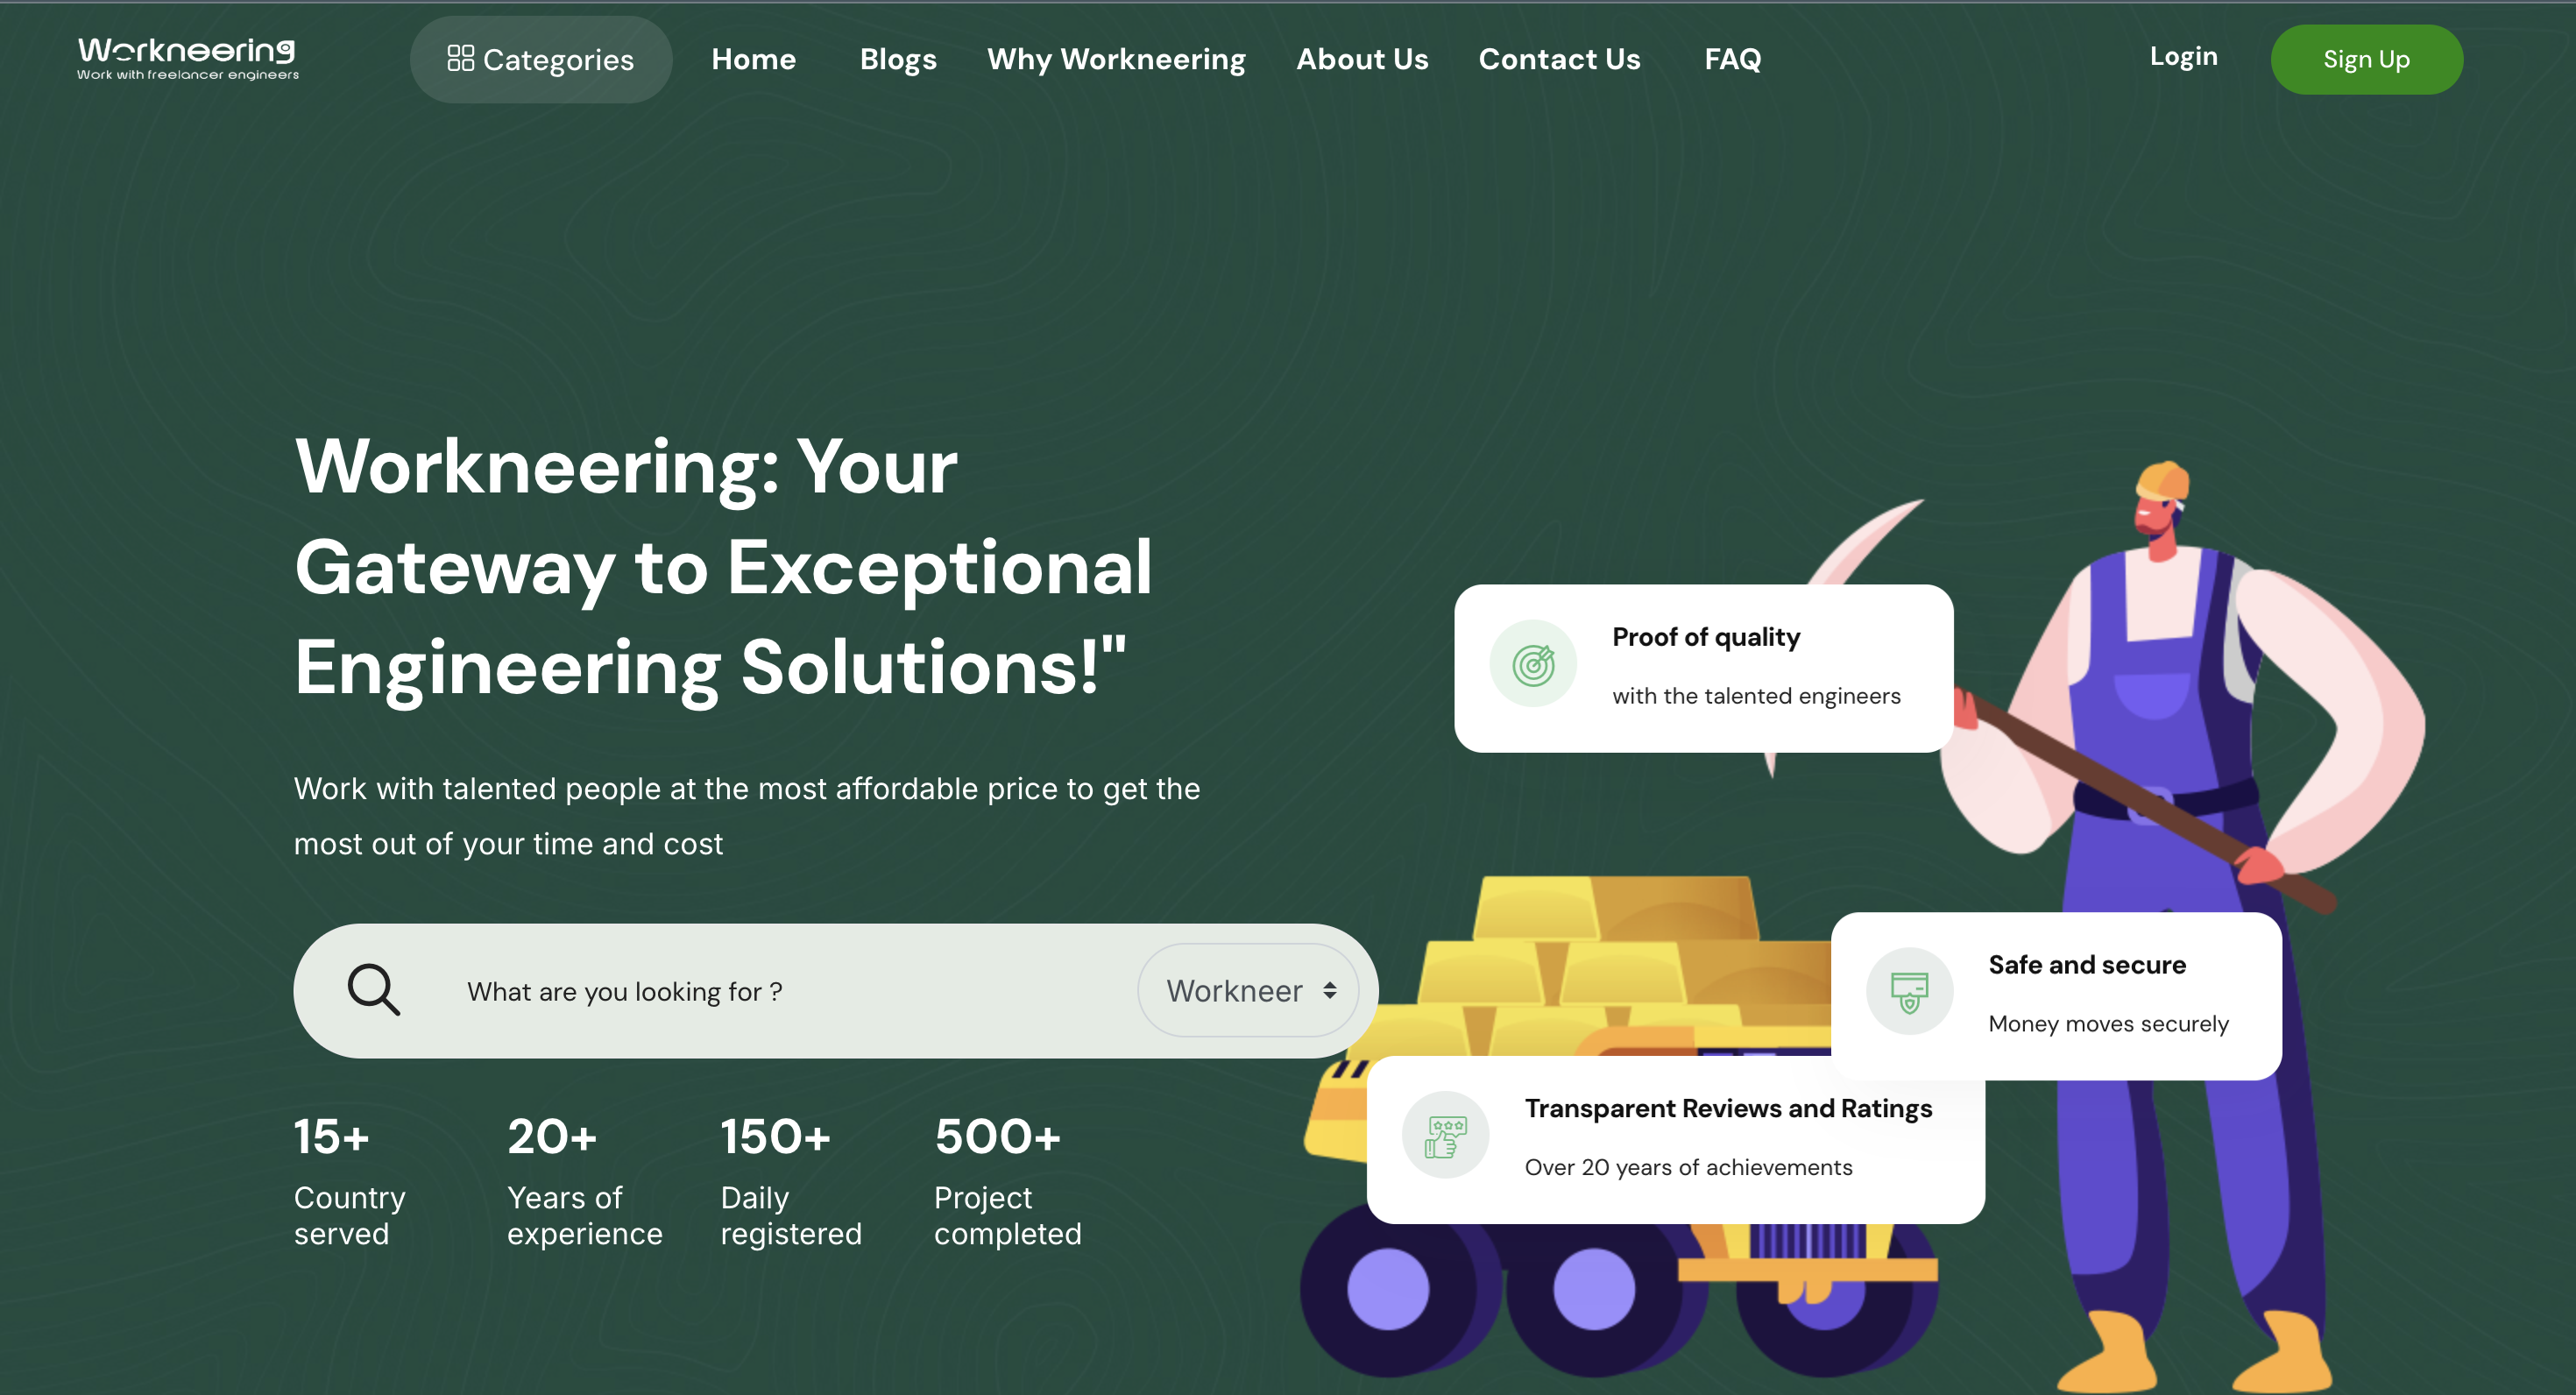 Workneering
Work with freelancer engineers
Categories
Home
Blogs
Why Workneering
About Us
Contact Us
FAQ
Login
Sign Up
Workneering: Your
Gateway to Exceptional
Engineering Solutions!"
Work with talented people at the most affordable price to get the
most out of your time and cost
What are you looking for ?
Workneer
15+
Country
served
20+
Years of
experience
150+
Daily
registered
500+
Project
completed
Proof of quality
with the talented engineers
Safe and secure
Money moves securely
Transparent Reviews and Ratings
Over 20 years of achievements